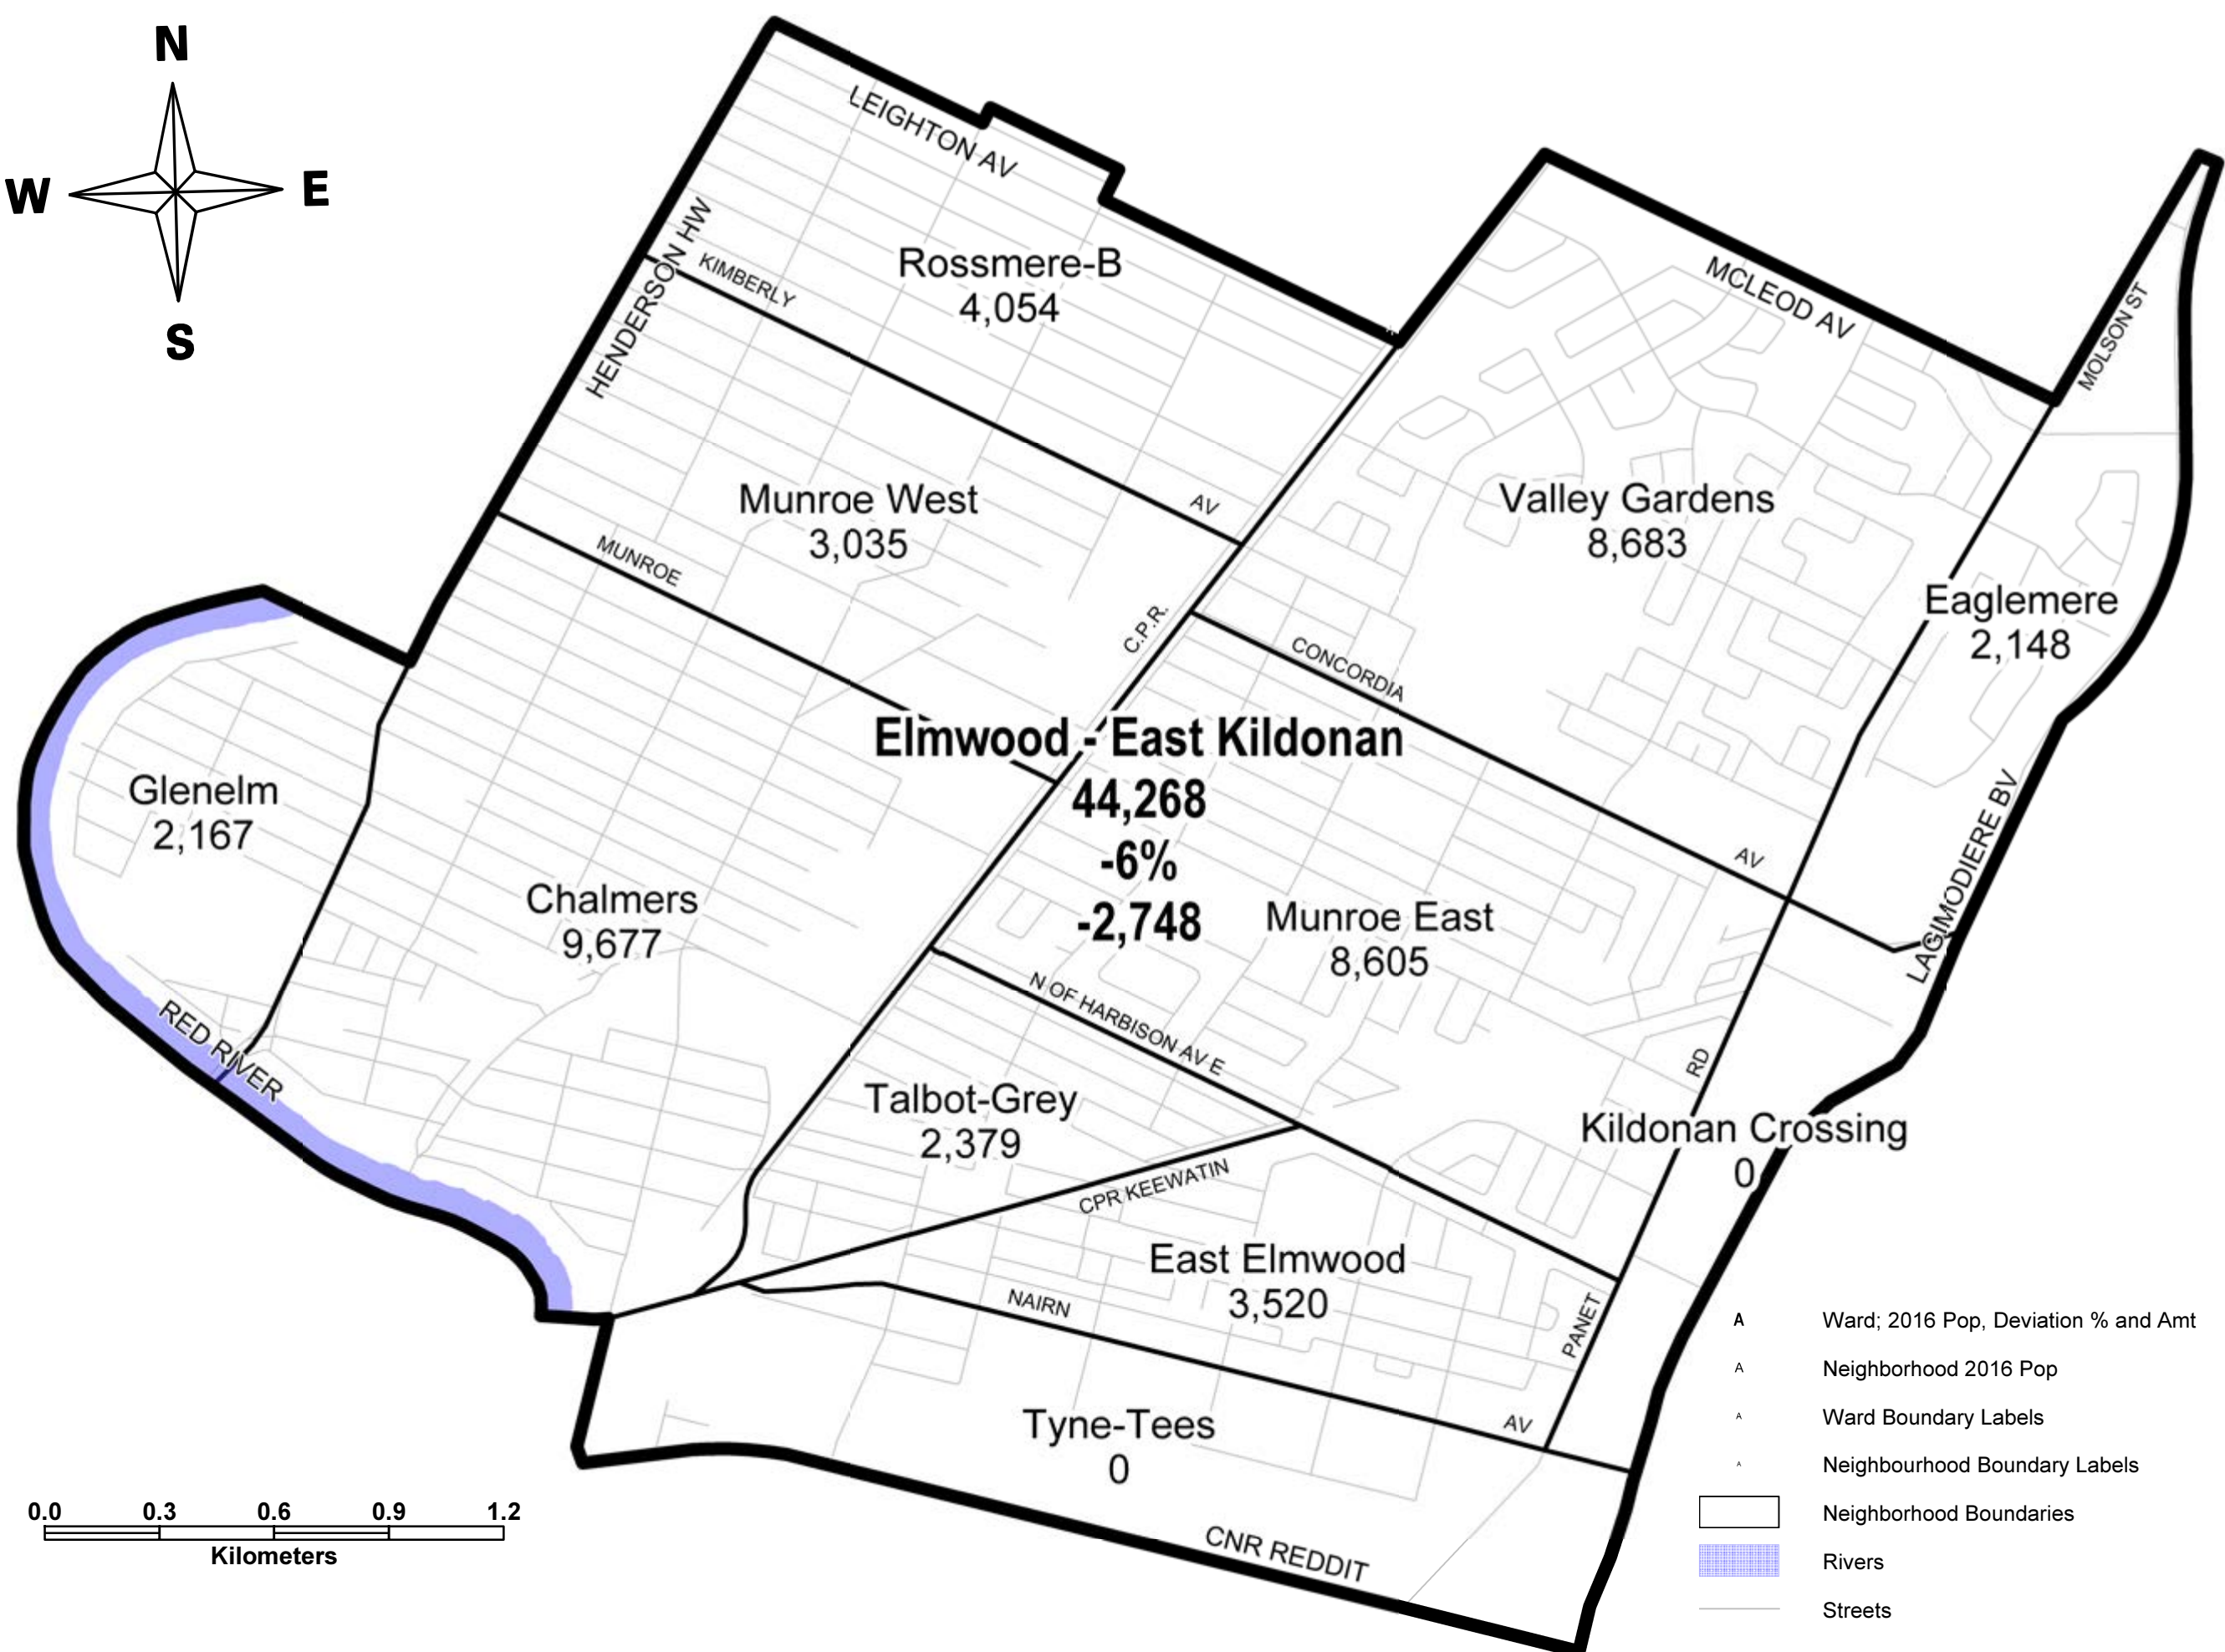 N
W E
S
LEIGHTON AV
HENDERSON HW
KIMBERLY
AV
Rossmere-B
4,054
MCLEOD AV
MOLSON ST
Munroe West
3,035
MUNROE
C.P.R.
Valley Gardens
8,683
Eaglemere
2,148
CONCORDIA
AV
Elmwood - East Kildonan
44,268
-6%
-2,748
Glenelm
2,167
Chalmers
9,677
Munroe East
8,605
LAGIMODIERE BV
RED RIVER
N OF HARBISON AV E
RD
Talbot-Grey
2,379
Kildonan Crossing
0
CPR KEEWATIN
East Elmwood
3,520
NAIRN
AV
PANET
Tyne-Tees
0
CNR REDDIT
A Ward; 2016 Pop, Deviation % and Amt
A Neighborhood 2016 Pop
A Ward Boundary Labels
A Neighbourhood Boundary Labels
Neighborhood Boundaries
Rivers
Streets
0.0 0.3 0.6 0.9 1.2
Kilometers